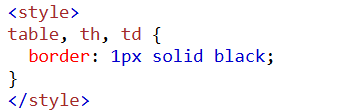 <style>
table, th, td {
  border: 1px solid black;
}
</style>